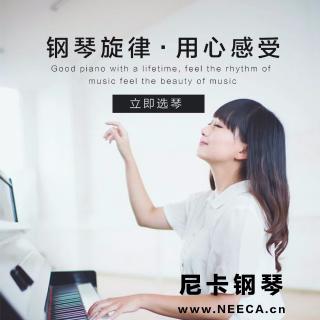 钢琴旋律·用心感受
Good piano with a lifetime, feel the rhythm of
music feel the beauty of music
立即选琴
尼卡钢琴
www.NEECA.cn